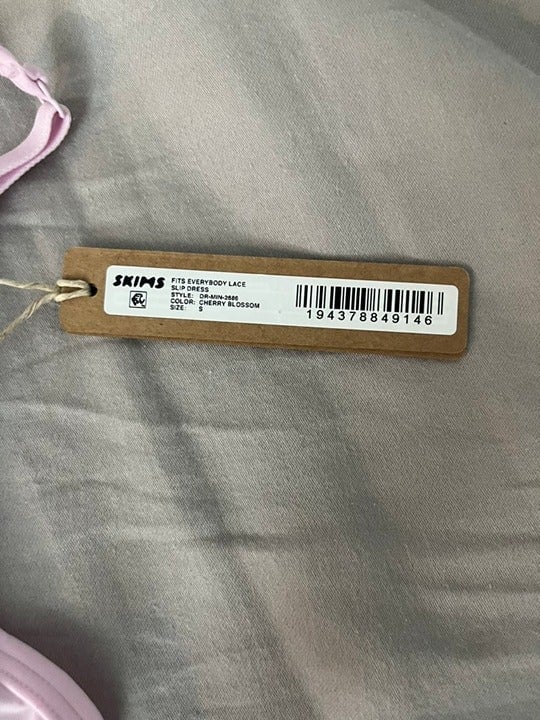 SKIMS
FITS EVERYBODY LACE
SLIP DRESS
STYLE: DR-MIN-2686
COLOR: CHERRY BLOSSOM
SIZE: S
194378849146